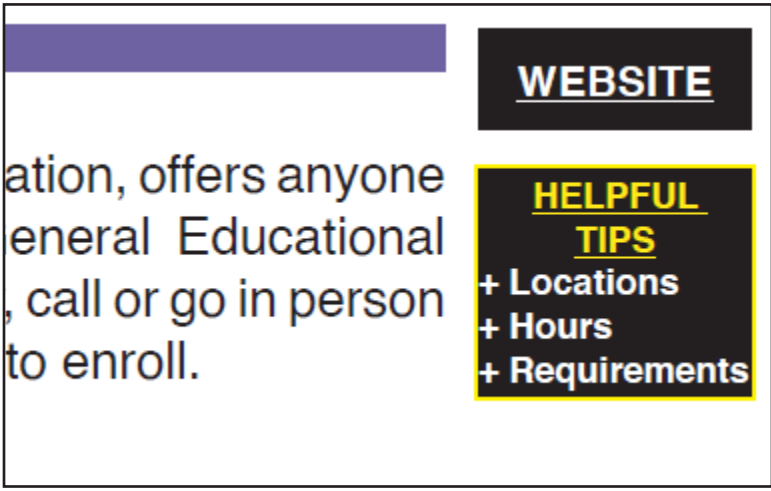 WEBSITE
ation, offers anyone
eneral Educational
, call or go in person
to enroll.
HELPFUL
TIPS
+ Locations
+ Hours
+ Requirements